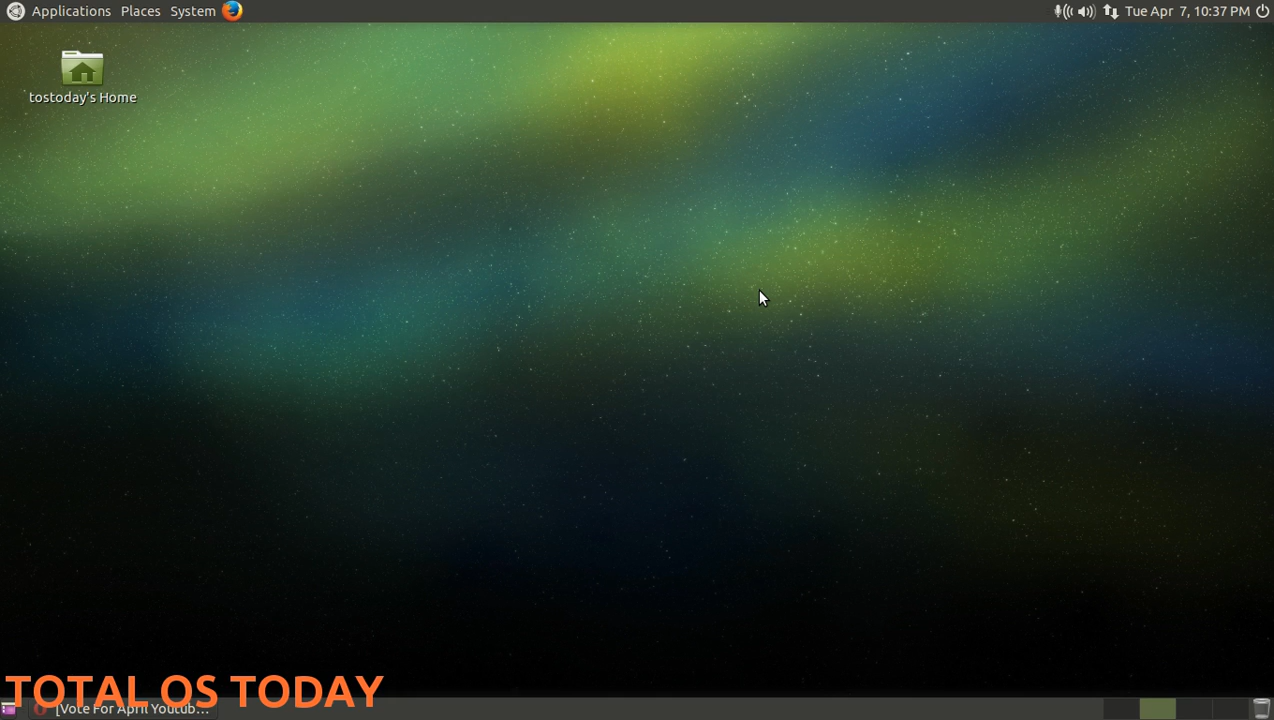 Applications Places System Tue Apr 7, 10:37 PM
tostoday's Home
TOTAL OS TODAY
[Vote For April Youtub...